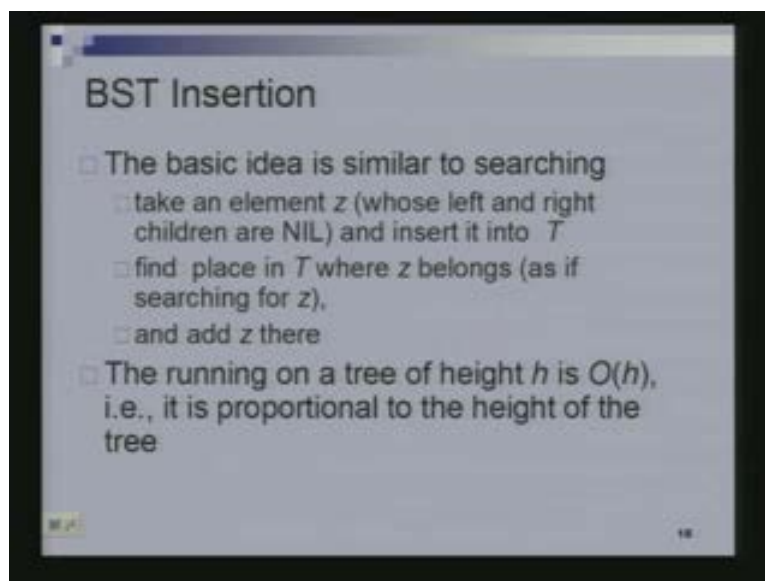 BST Insertion
The basic idea is similar to searching
take an element z (whose left and right
children are NIL) and insert it into T
find place in T where z belongs (as if
searching for z),
and add z there
The running on a tree of height h is O(h),
i.e., it is proportional to the height of the
tree